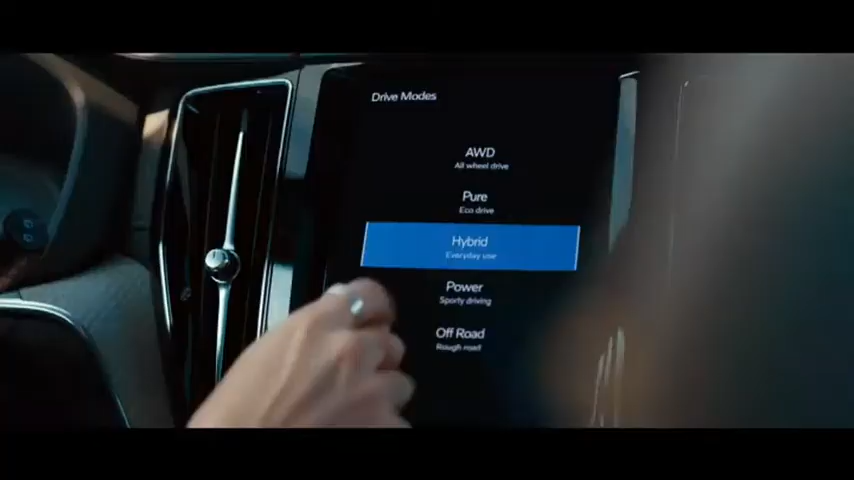 Drive Modes
AWD
All wheel drive
Pure
Eco drive
Hybrid
Everyday use
Power
Sporty driving
Off Road
Rough road